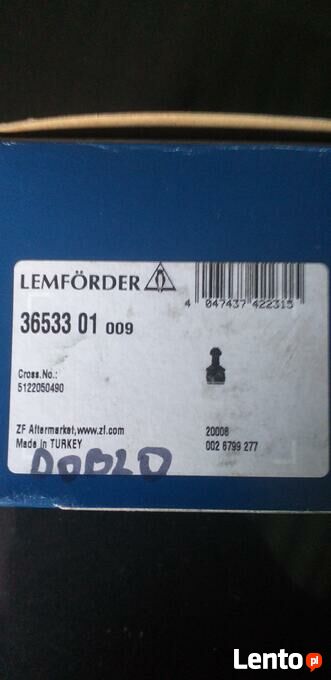 LEMFÖRDER
4 047437 422315
36533 01 009
Cross.No.:
5122050490
ZF Aftermarket,www.zf.com
20008
Made in TURKEY
002 6799 277
DOBLO
Lento pl